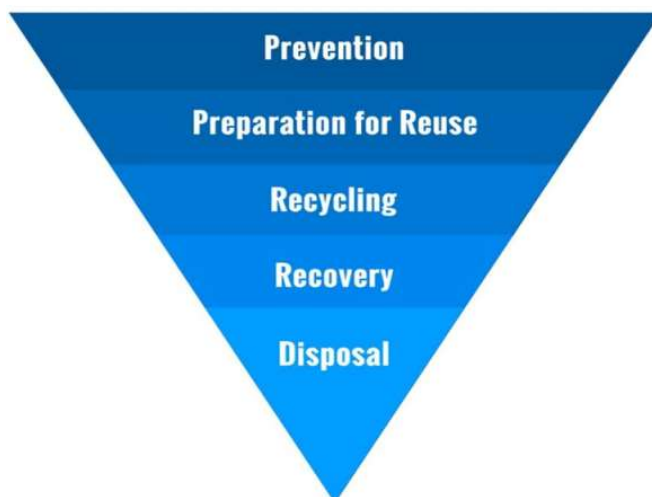 Prevention
Preparation for Reuse
Recycling
Recovery
Disposal